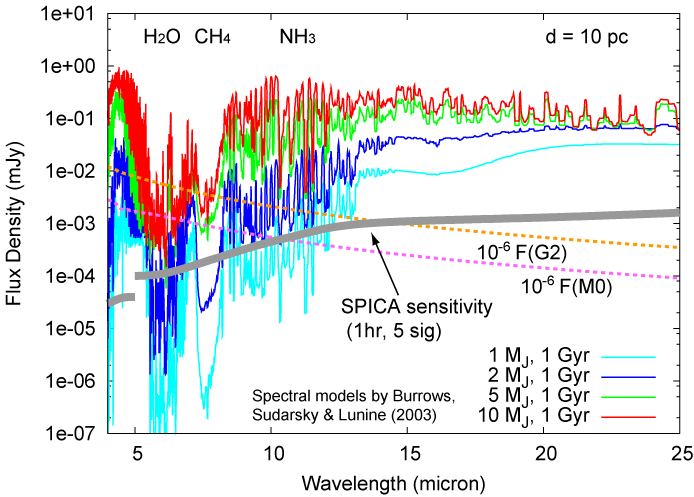 H2O CH4 NH3 d = 10 pc
1e+01
1e+00
1e-01
1e-02
1e-03
1e-04
1e-05
1e-06
1e-07
Flux Density (mJy)
10-6 F(G2)
10-6 F(M0)
SPICA sensitivity
(1hr, 5 sig)
1 MJ, 1 Gyr
2 MJ, 1 Gyr
5 MJ, 1 Gyr
10 MJ, 1 Gyr
Spectral models by Burrows,
Sudarsky & Lunine (2003)
5 10 15 20 25
Wavelength (micron)